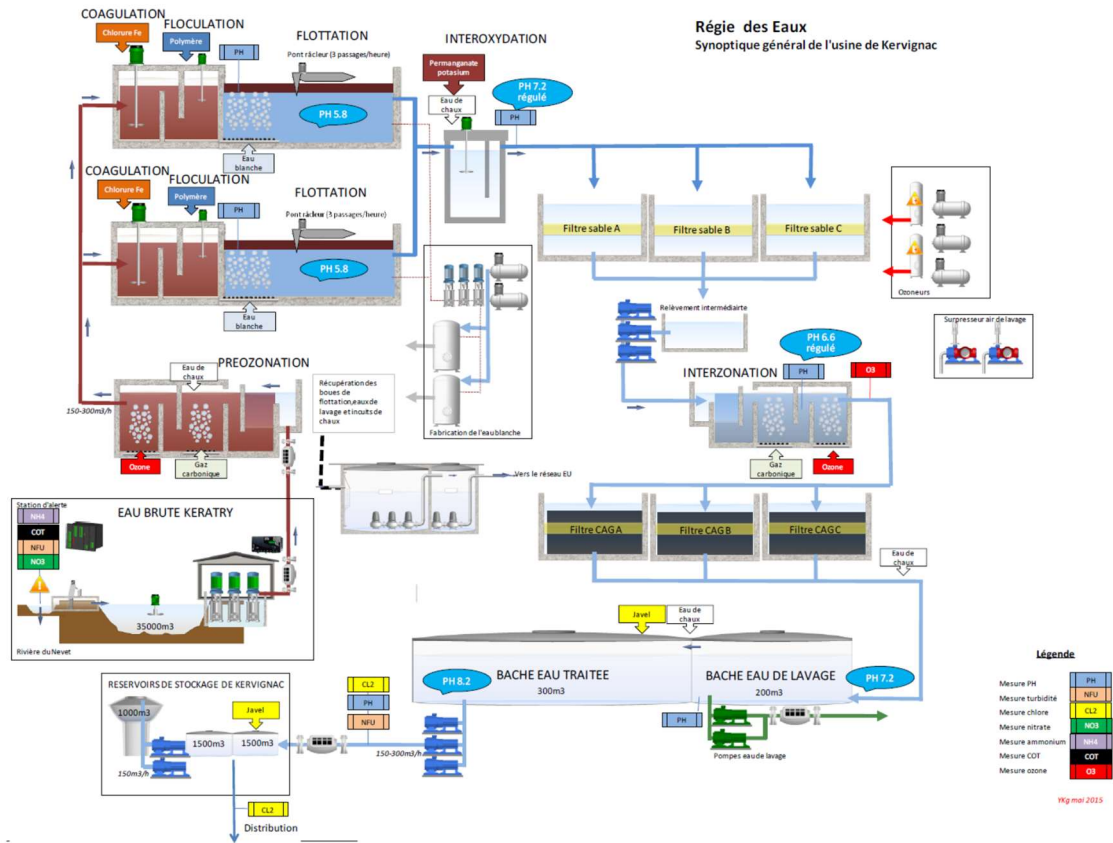 Régie des Eaux
Synoptique général de l'usine de Kervignac
COAGULATION
Chlorure Fe
FLOCULATION
Polymère
PH
FLOTTATION
Pont râcleur (3 passages/heure)
PH 5.8
Eau blanche
INTEROXYDATION
Permanganate
potasium
Eau de
chaux
PH 7.2
régulé
PH
COAGULATION
Chlorure Fe
FLOCULATION
Polymère
PH
FLOTTATION
Pont râcleur (3 passages/heure)
PH 5.8
Eau
blanche
Filtre sable A
Filtre sable B
Filtre sable C
Ozoneurs
Relèvement intermédiairte
Surpresseur air de lavage
PREOZONATION
Eau de
chaux
150-300m3/h
Ozone
Gaz
carbonique
Récupération des
boues de
flottation,eaux de
lavage et incuits de
chaux
Fabrication de l'eau blanche
PH 6.6
régulé
INTERZONATION
PH
O3
Gaz
carbonique
Ozone
Vers le réseau EU
Station d'alerte
NH4
COT
NFU
NO3
EAU BRUTE KERATRY
35000m3
Rivière du Nevet
Filtre CAG A
Filtre CAG B
Filtre CAG C
Eau de
chaux
Javel
Eau de
chaux
BACHE EAU TRAITEE
300m3
PH 8.2
BACHE EAU DE LAVAGE
200m3
PH 7.2
PH
Pompes eau de lavage
RESERVOIRS DE STOCKAGE DE KERVIGNAC
1000m3
Javel
1500m3
1500m3
150m3/h
CL2
PH
NFU
150-300m3/h
CL2
Distribution
Légende
Mesure PH
PH
Mesure turbidité
NFU
Mesure chlore
CL2
Mesure nitrate
NO3
Mesure ammonium
NH4
Mesure COT
COT
Mesure ozone
O3
YKg mai 2015